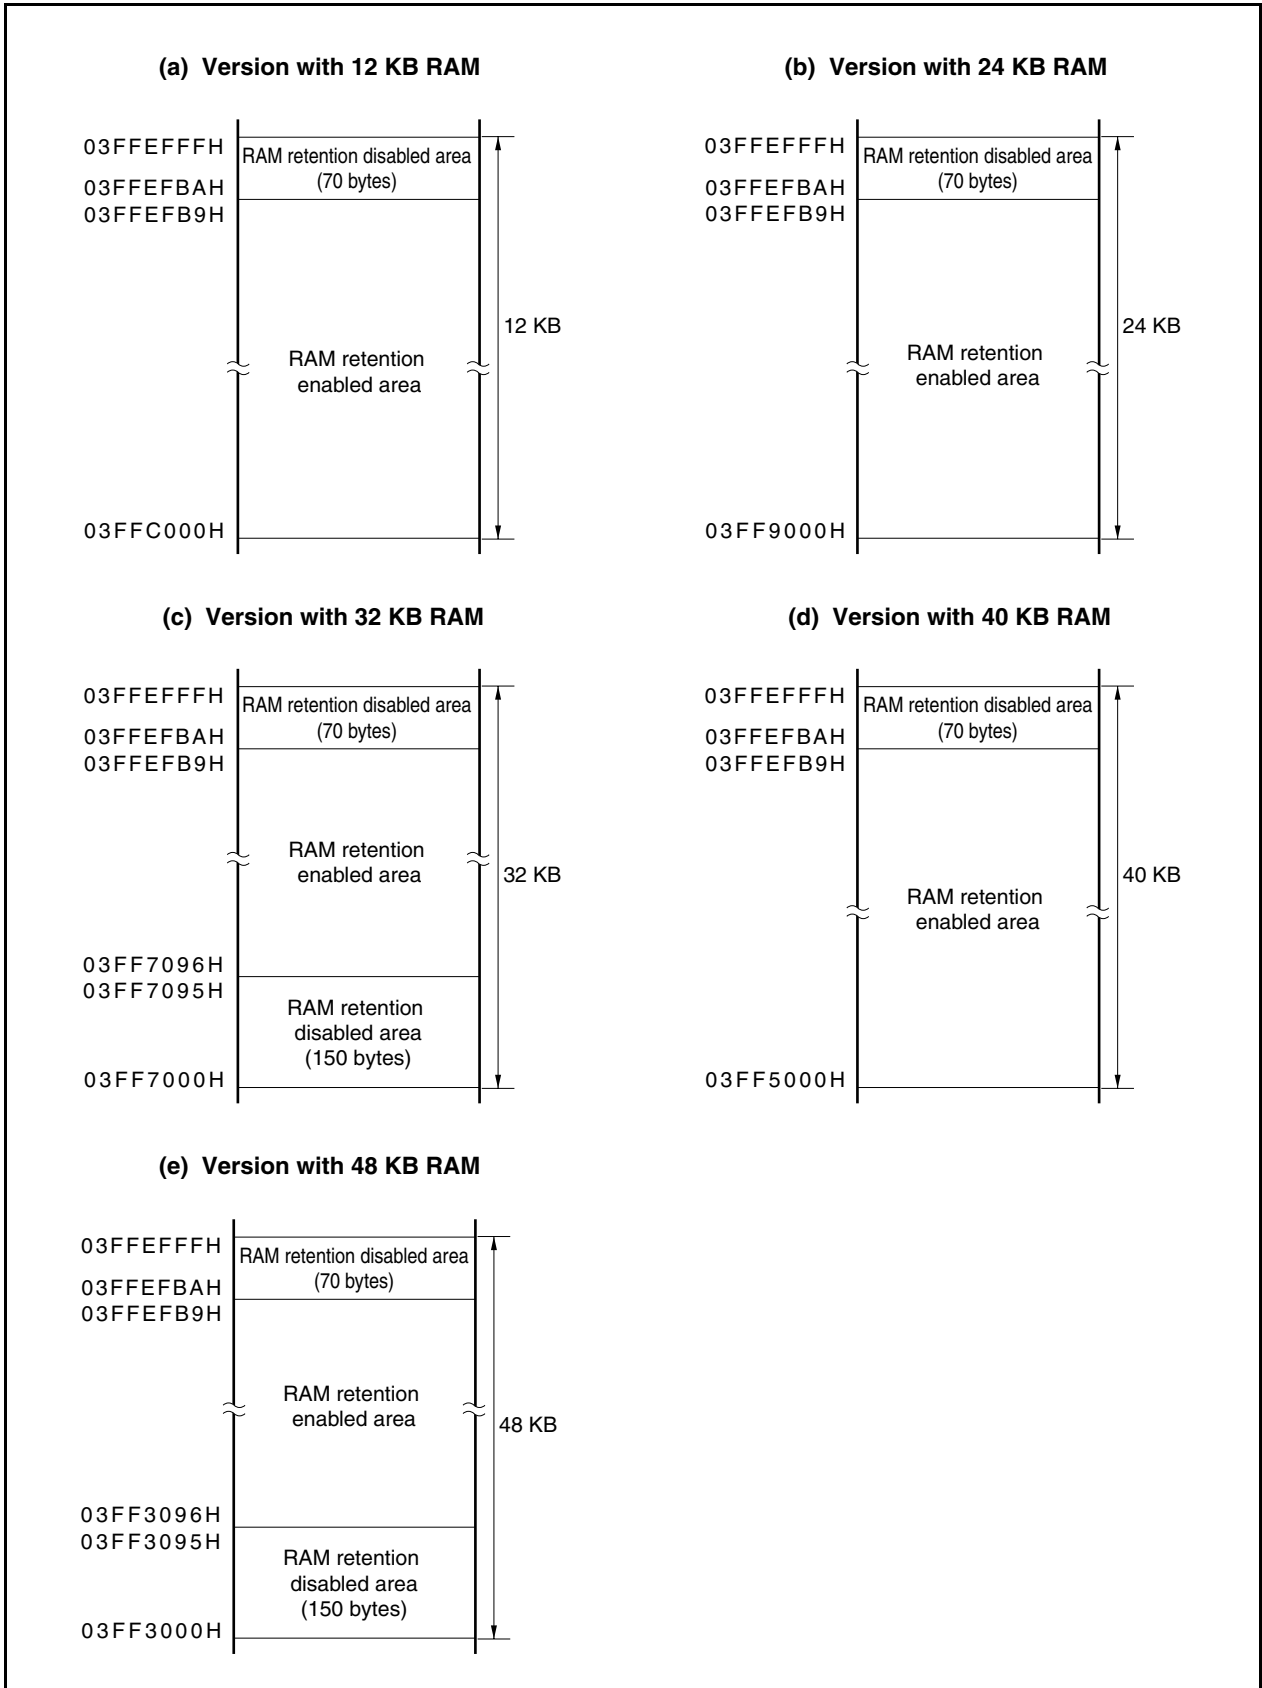 (a) Version with 12 KB RAM
03FFEFFFH
RAM retention disabled area
(70 bytes)
03FFEFBAH
03FFEFB9H
12 KB
RAM retention
enabled area
03FFC000H
(b) Version with 24 KB RAM
03FFEFFFH
RAM retention disabled area
(70 bytes)
03FFEFBAH
03FFEFB9H
24 KB
RAM retention
enabled area
03FF9000H
(c) Version with 32 KB RAM
03FFEFFFH
RAM retention disabled area
(70 bytes)
03FFEFBAH
03FFEFB9H
RAM retention
enabled area
32 KB
03FF7096H
03FF7095H
RAM retention
disabled area
(150 bytes)
03FF7000H
(d) Version with 40 KB RAM
03FFEFFFH
RAM retention disabled area
(70 bytes)
03FFEFBAH
03FFEFB9H
40 KB
RAM retention
enabled area
03FF5000H
(e) Version with 48 KB RAM
03FFEFFFH
RAM retention disabled area
(70 bytes)
03FFEFBAH
03FFEFB9H
RAM retention
enabled area
48 KB
03FF3096H
03FF3095H
RAM retention
disabled area
(150 bytes)
03FF3000H